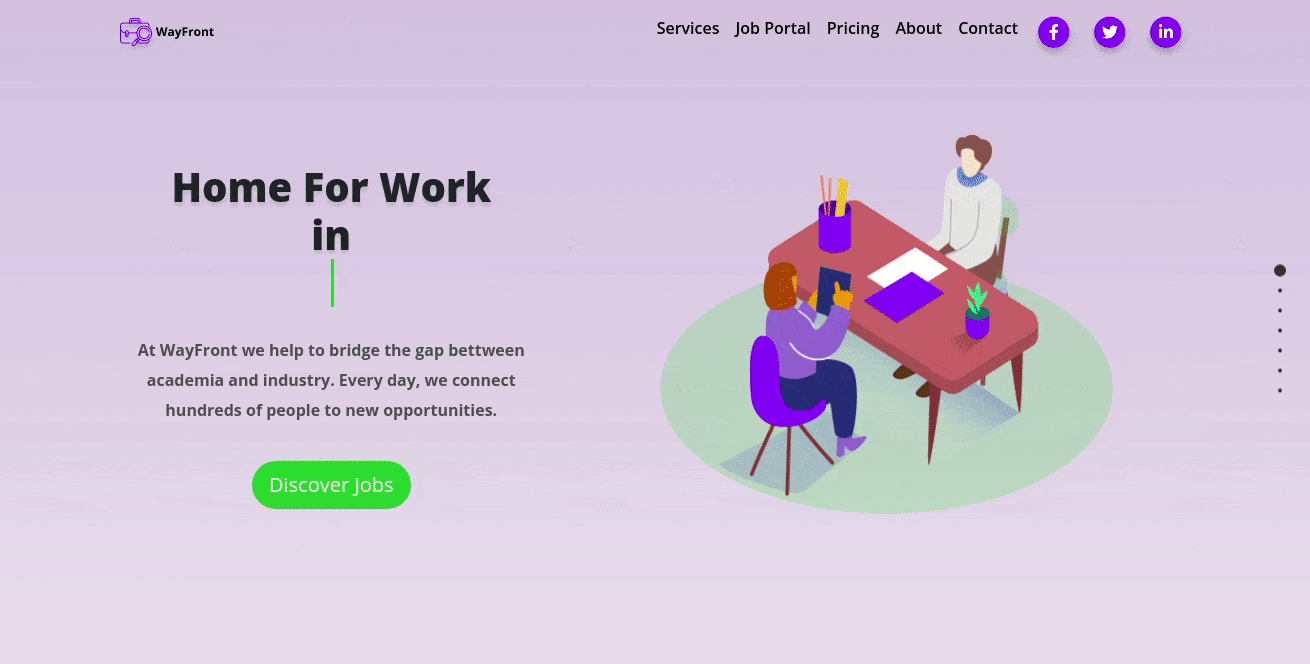 WayFront
Services Job Portal Pricing About Contact
Home For Work
in
At WayFront we help to bridge the gap bettween
academia and industry. Every day, we connect
hundreds of people to new opportunities.
Discover Jobs